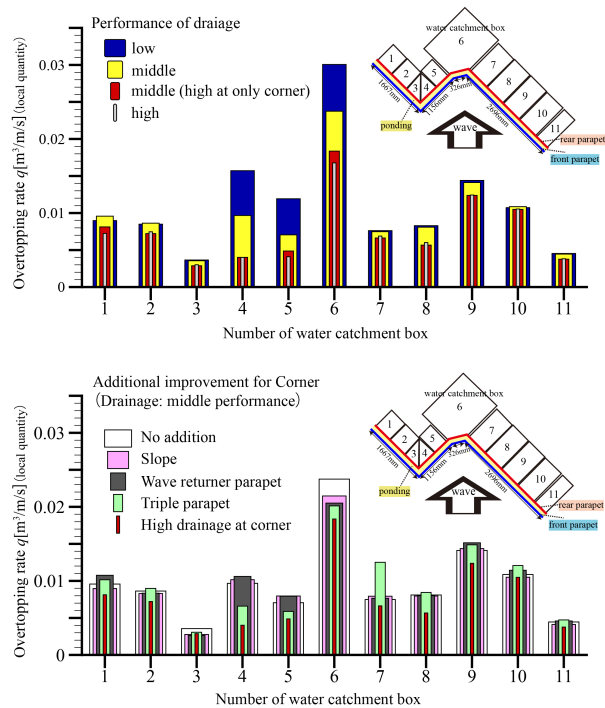 Performance of draiage
low
middle
middle (high at only corner)
high
Overtopping rate q[m³/m/s] (local quantity)
0.03
0.02
0.01
0
1 2 3 4 5 6 7 8 9 10 11
Number of water catchment box
water catchment box
6
1
2
3
4
5
7
8
9
10
11
1667mm
1156mm
326mm
2696mm
ponding
wave
rear parapet
front parapet
Additional improvement for Corner
(Drainage: middle performance)
No addition
Slope
Wave returner parapet
Triple parapet
High drainage at corner
Overtopping rate q[m³/m/s] (local quantity)
0.03
0.02
0.01
0
1 2 3 4 5 6 7 8 9 10 11
Number of water catchment box
water catchment box
6
1
2
3
4
5
7
8
9
10
11
1667mm
1156mm
326mm
2696mm
ponding
wave
rear parapet
front parapet